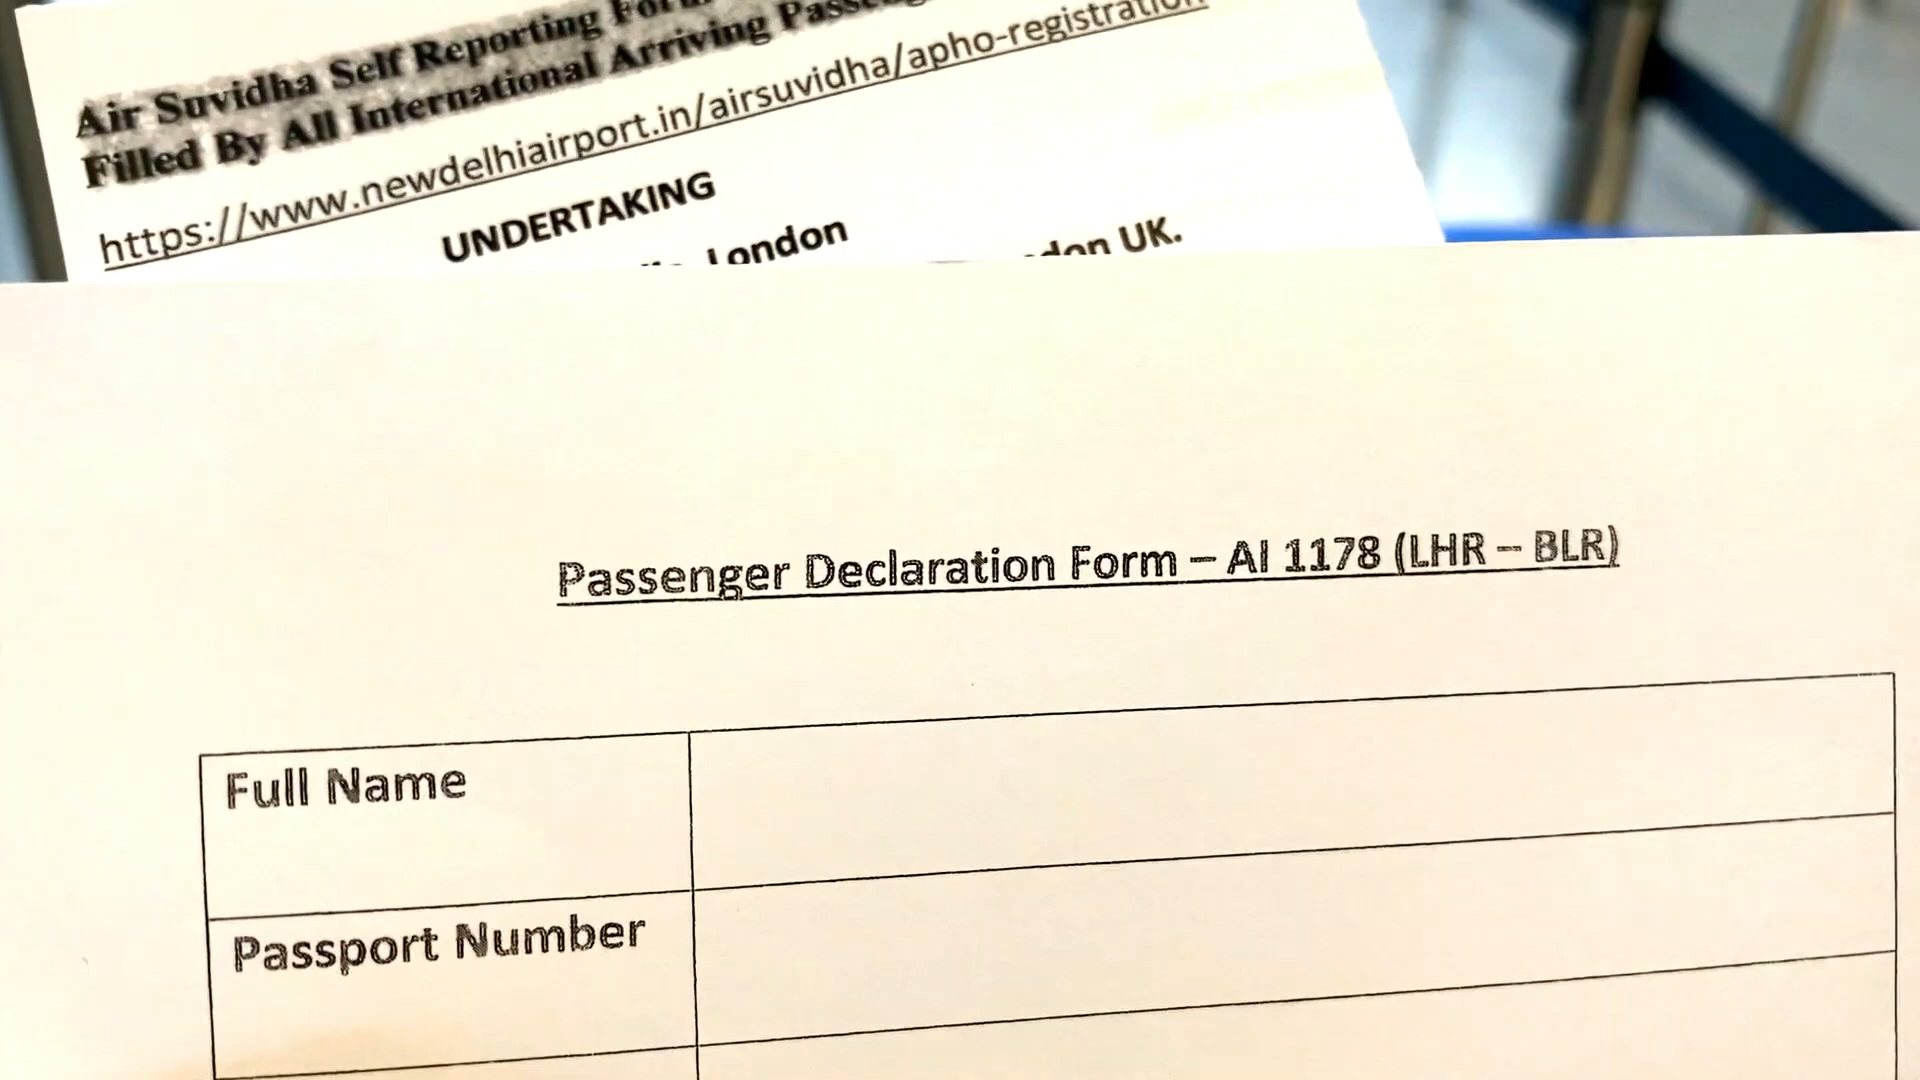 Air Suvidha Self Reporting
Filled By All International Arriving
https://www.newdelhiairport.in/airsuvidha/apho-registration
UNDERTAKING
London
UK.
Passenger Declaration Form – AI 1178 (LHR – BLR)
Full Name
Passport Number